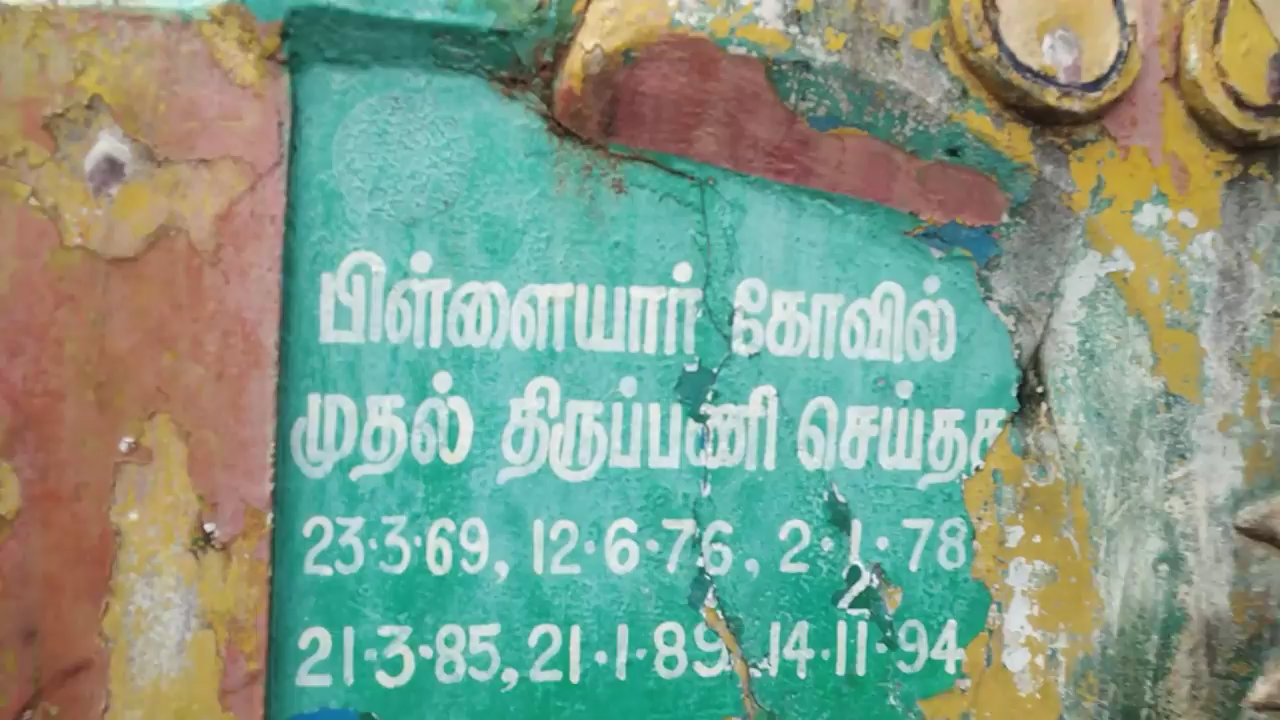 பிள்ளையார் கோவில்
முதல் திருப்பணி செய்தத
23·3·69, 12·6·76, 2·1·78
2
21·3·85, 21·1·89 14·11·94